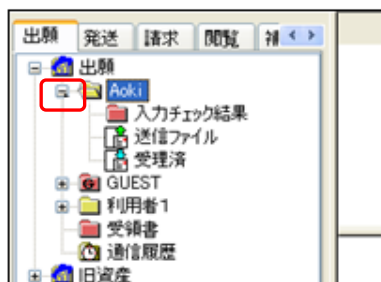 出願 発送 請求 閲覧
出願
Aoki
入力チェック結果
送信ファイル
受理済
GUEST
利用者1
受領書
通信履歴
旧資産